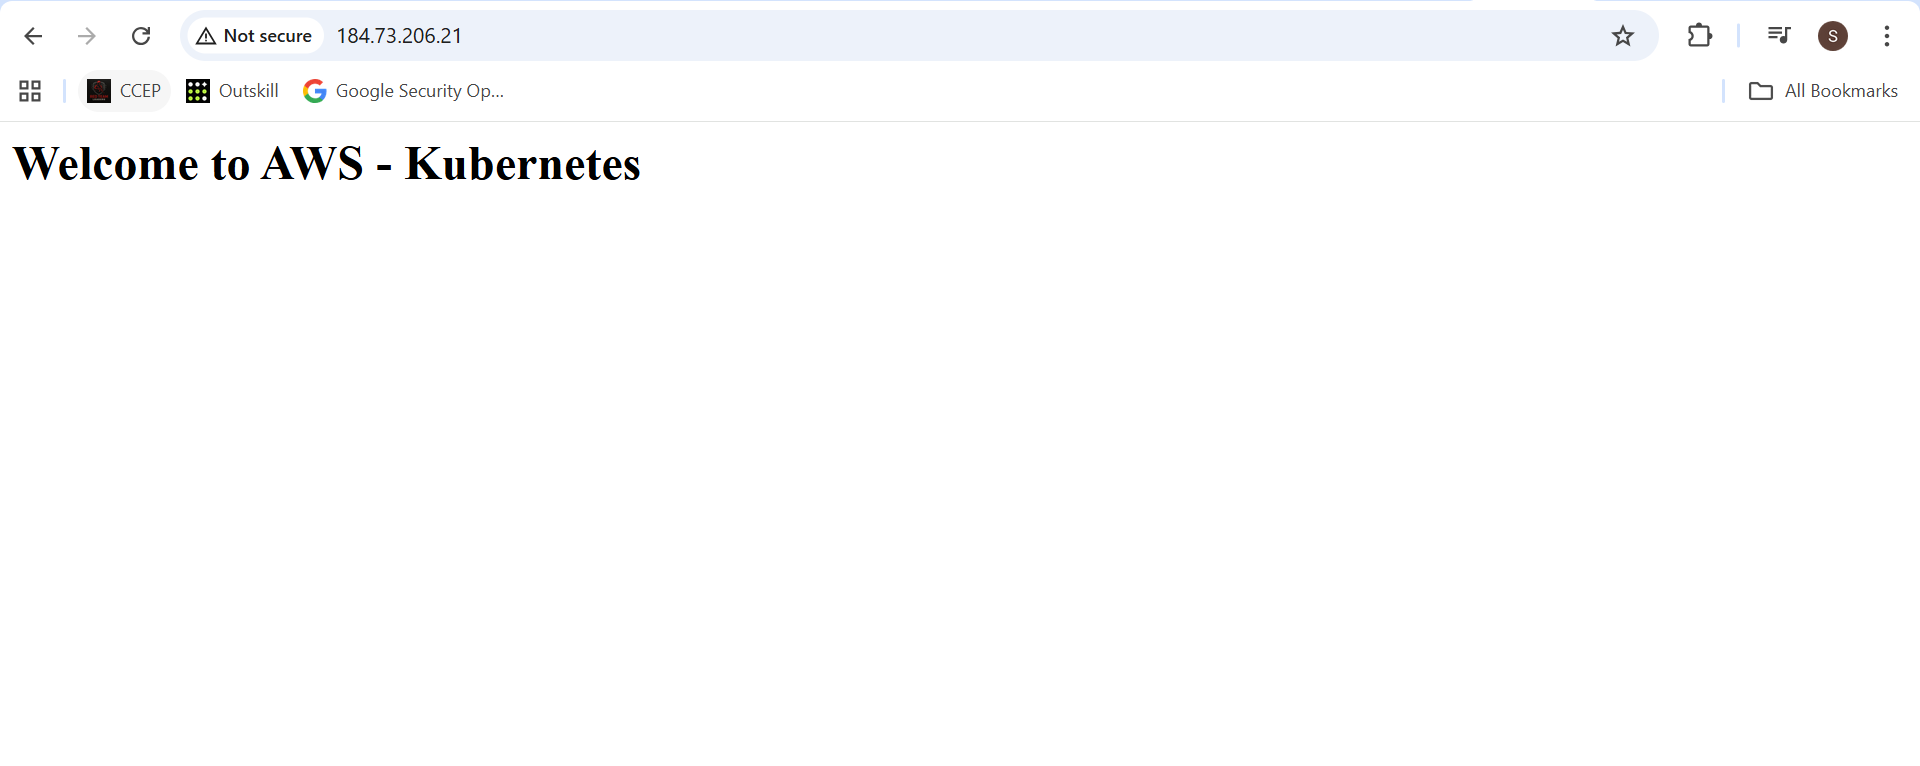 Not secure 184.73.206.21 S
CCEP Outskill Google Security Op... All Bookmarks
Welcome to AWS - Kubernetes